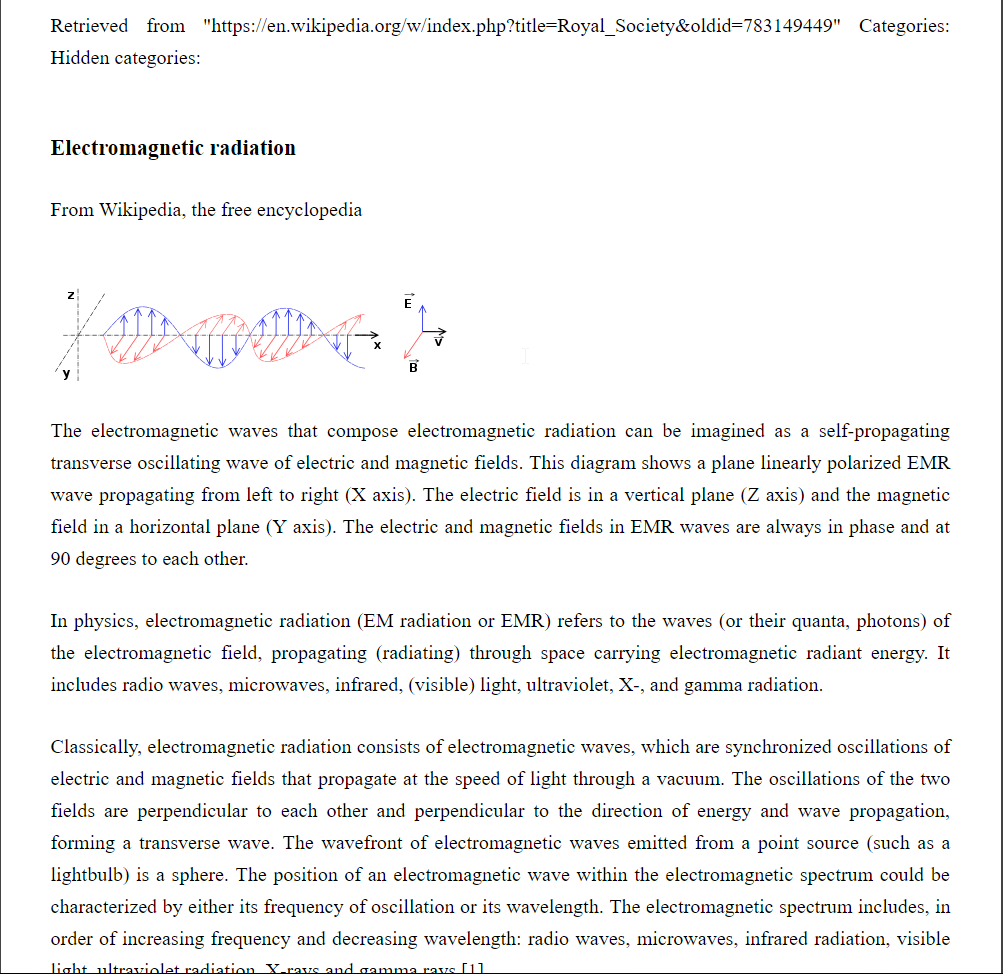 Retrieved from "https://en.wikipedia.org/w/index.php?title=Royal_Society&oldid=783149449" Categories:
Hidden categories:
Electromagnetic radiation
From Wikipedia, the free encyclopedia
z
E
x
V
y
B
The electromagnetic waves that compose electromagnetic radiation can be imagined as a self-propagating
transverse oscillating wave of electric and magnetic fields. This diagram shows a plane linearly polarized EMR
wave propagating from left to right (X axis). The electric field is in a vertical plane (Z axis) and the magnetic
field in a horizontal plane (Y axis). The electric and magnetic fields in EMR waves are always in phase and at
90 degrees to each other.
In physics, electromagnetic radiation (EM radiation or EMR) refers to the waves (or their quanta, photons) of
the electromagnetic field, propagating (radiating) through space carrying electromagnetic radiant energy. It
includes radio waves, microwaves, infrared, (visible) light, ultraviolet, X-, and gamma radiation.
Classically, electromagnetic radiation consists of electromagnetic waves, which are synchronized oscillations of
electric and magnetic fields that propagate at the speed of light through a vacuum. The oscillations of the two
fields are perpendicular to each other and perpendicular to the direction of energy and wave propagation,
forming a transverse wave. The wavefront of electromagnetic waves emitted from a point source (such as a
lightbulb) is a sphere. The position of an electromagnetic wave within the electromagnetic spectrum could be
characterized by either its frequency of oscillation or its wavelength. The electromagnetic spectrum includes, in
order of increasing frequency and decreasing wavelength: radio waves, microwaves, infrared radiation, visible
light, ultraviolet radiation, X-rays and gamma rays.[1]